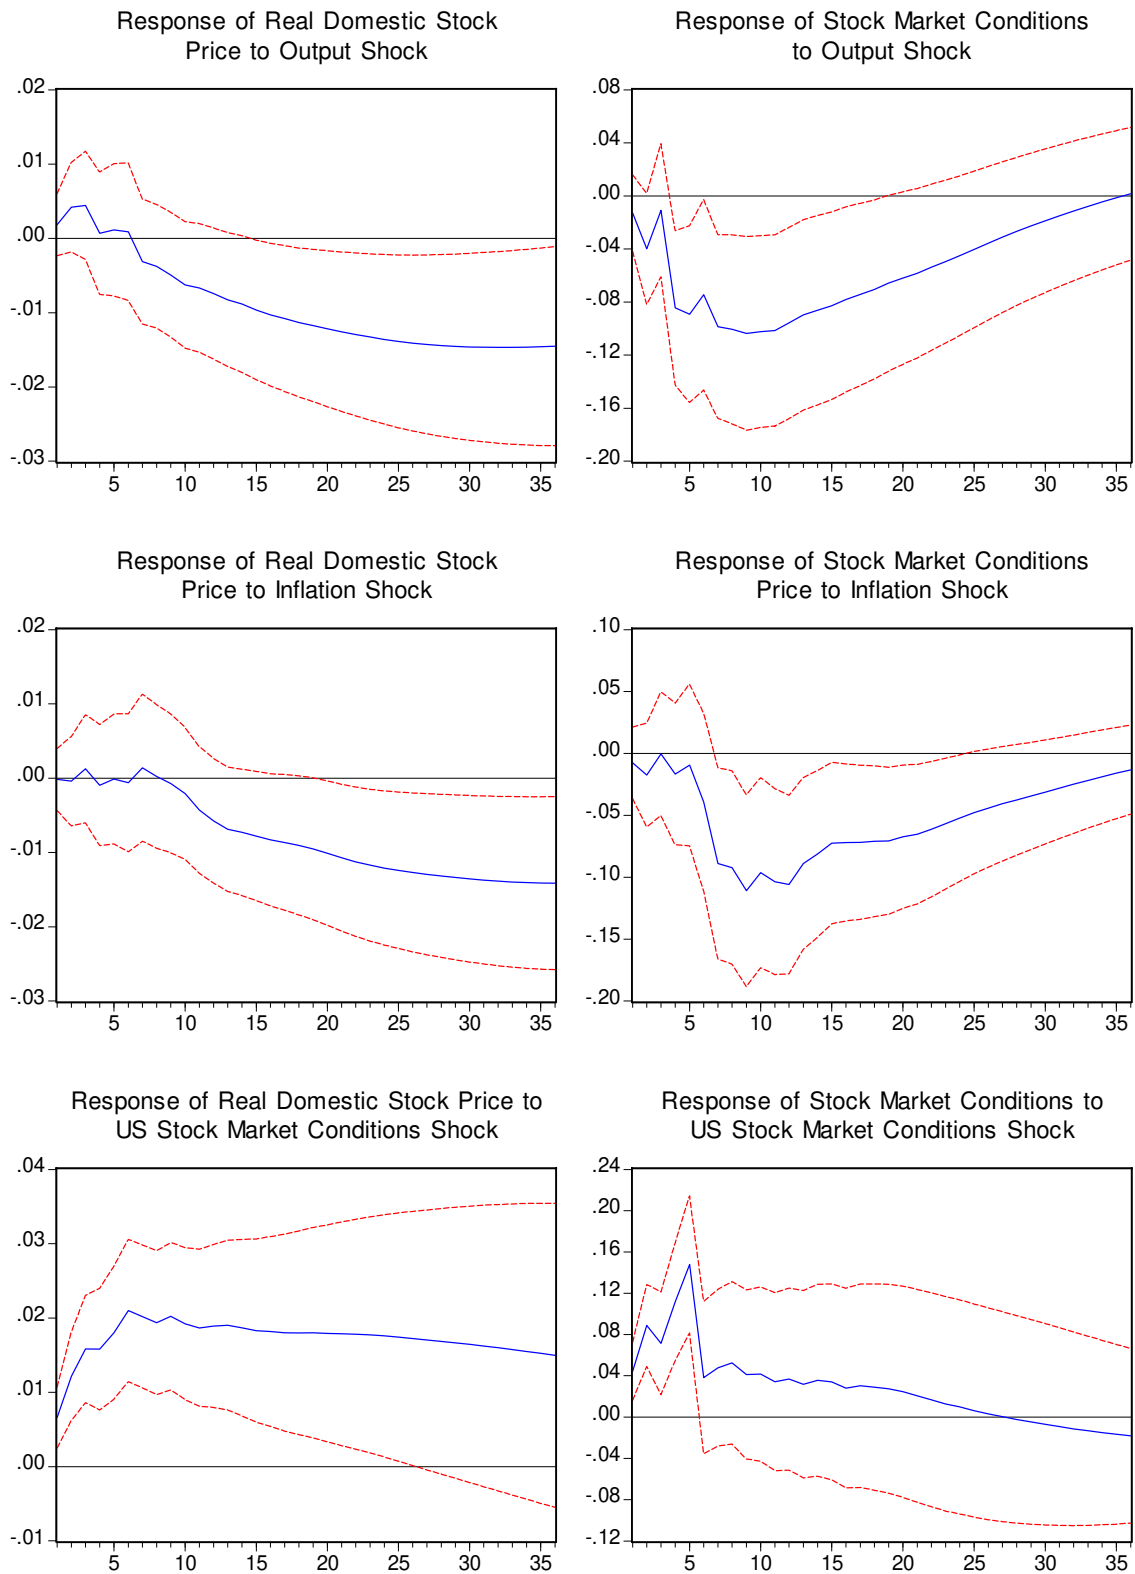 Response of Real Domestic Stock
Price to Output Shock
.02
.01
.00
-.01
-.02
-.03
5 10 15 20 25 30 35
Response of Stock Market Conditions
to Output Shock
.08
.04
.00
-.04
-.08
-.12
-.16
-.20
5 10 15 20 25 30 35
Response of Real Domestic Stock
Price to Inflation Shock
.02
.01
.00
-.01
-.02
-.03
5 10 15 20 25 30 35
Response of Stock Market Conditions
Price to Inflation Shock
.10
.05
.00
-.05
-.10
-.15
-.20
5 10 15 20 25 30 35
Response of Real Domestic Stock Price to
US Stock Market Conditions Shock
.04
.03
.02
.01
.00
-.01
5 10 15 20 25 30 35
Response of Stock Market Conditions to
US Stock Market Conditions Shock
.24
.20
.16
.12
.08
.04
.00
-.04
-.08
-.12
5 10 15 20 25 30 35